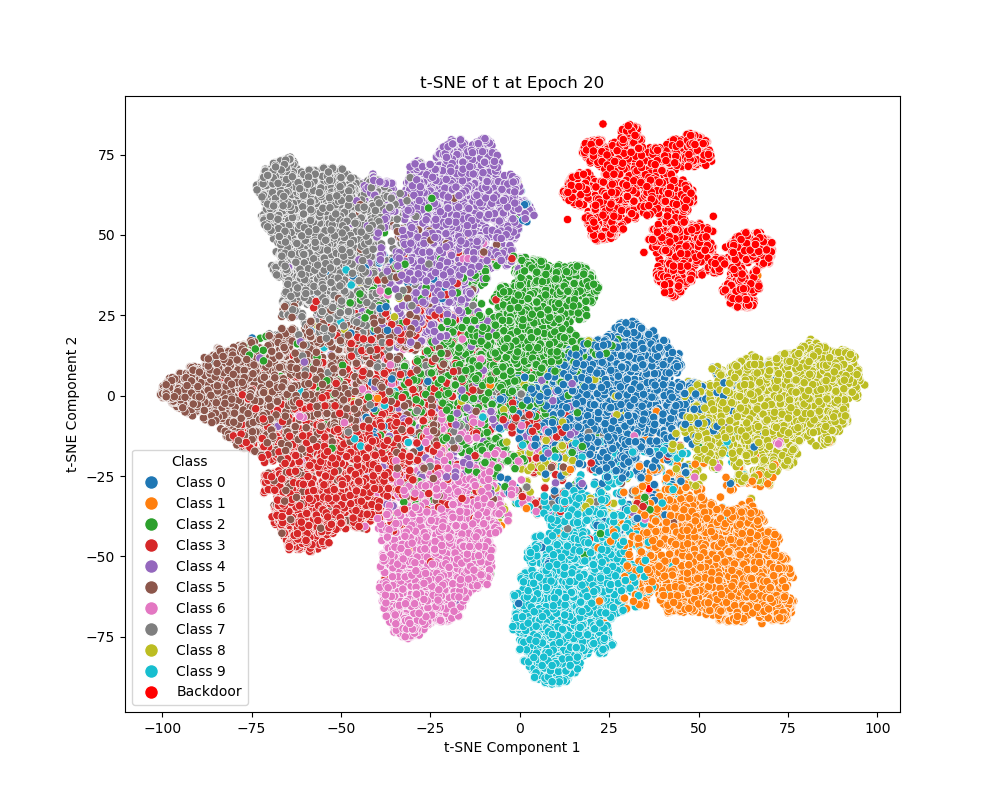 t-SNE of t at Epoch 20
75
50
25
0
−25
−50
−75
t-SNE Component 2
Class
Class 0
Class 1
Class 2
Class 3
Class 4
Class 5
Class 6
Class 7
Class 8
Class 9
Backdoor
−100 −75 −50 −25 0 25 50 75 100
t-SNE Component 1